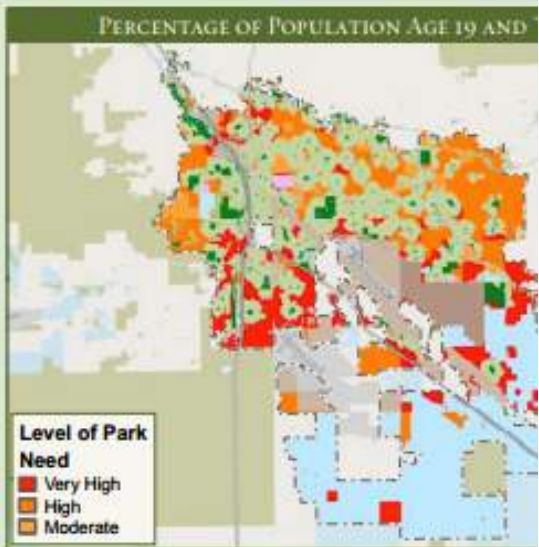 PERCENTAGE OF POPULATION AGE 19 AND
Level of Park
Need
Very High
High
Moderate